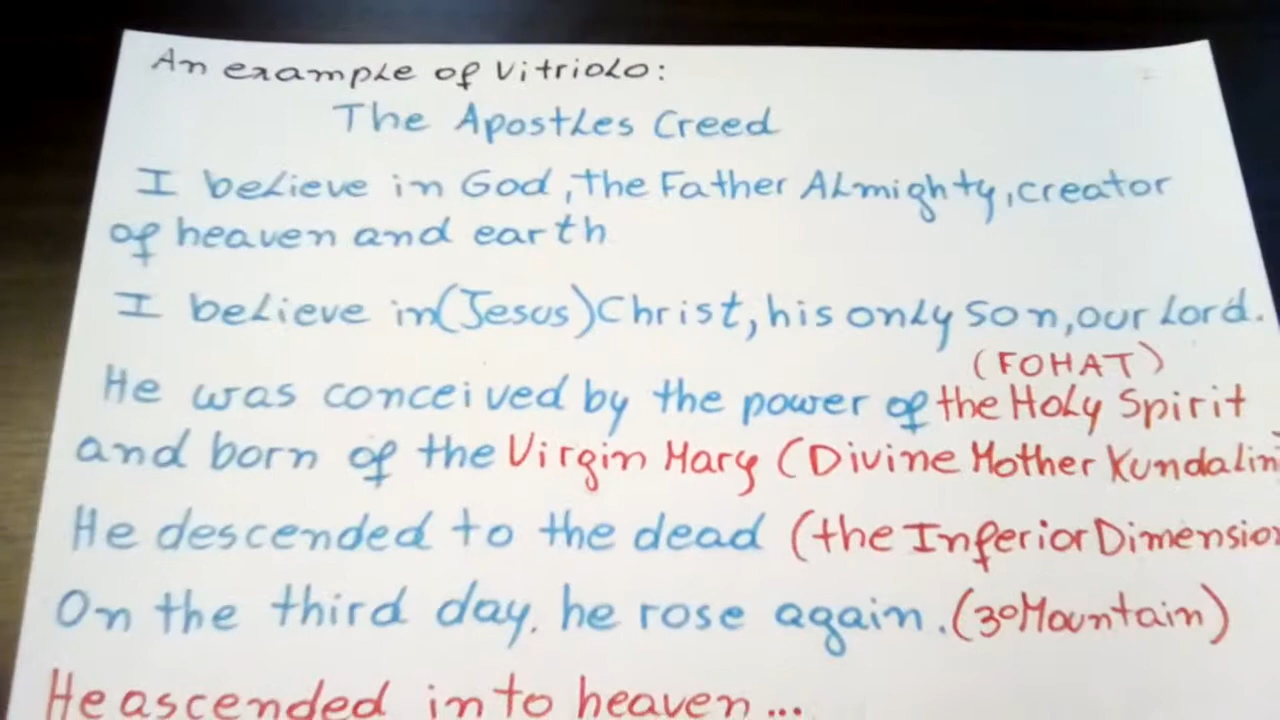 An example of Vitriolo:
The Apostles Creed
I believe in God, the Father Almighty, creator
of heaven and earth
I believe in (Jesus) Christ, his only son, our Lord.
(FOHAT)
He was conceived by the power of the Holy Spirit
and born of the Virgin Mary (Divine Mother Kundalin
He descended to the dead (the Inferior Dimension
On the third day. he rose again. (3º Mountain)
He ascended into heaven...